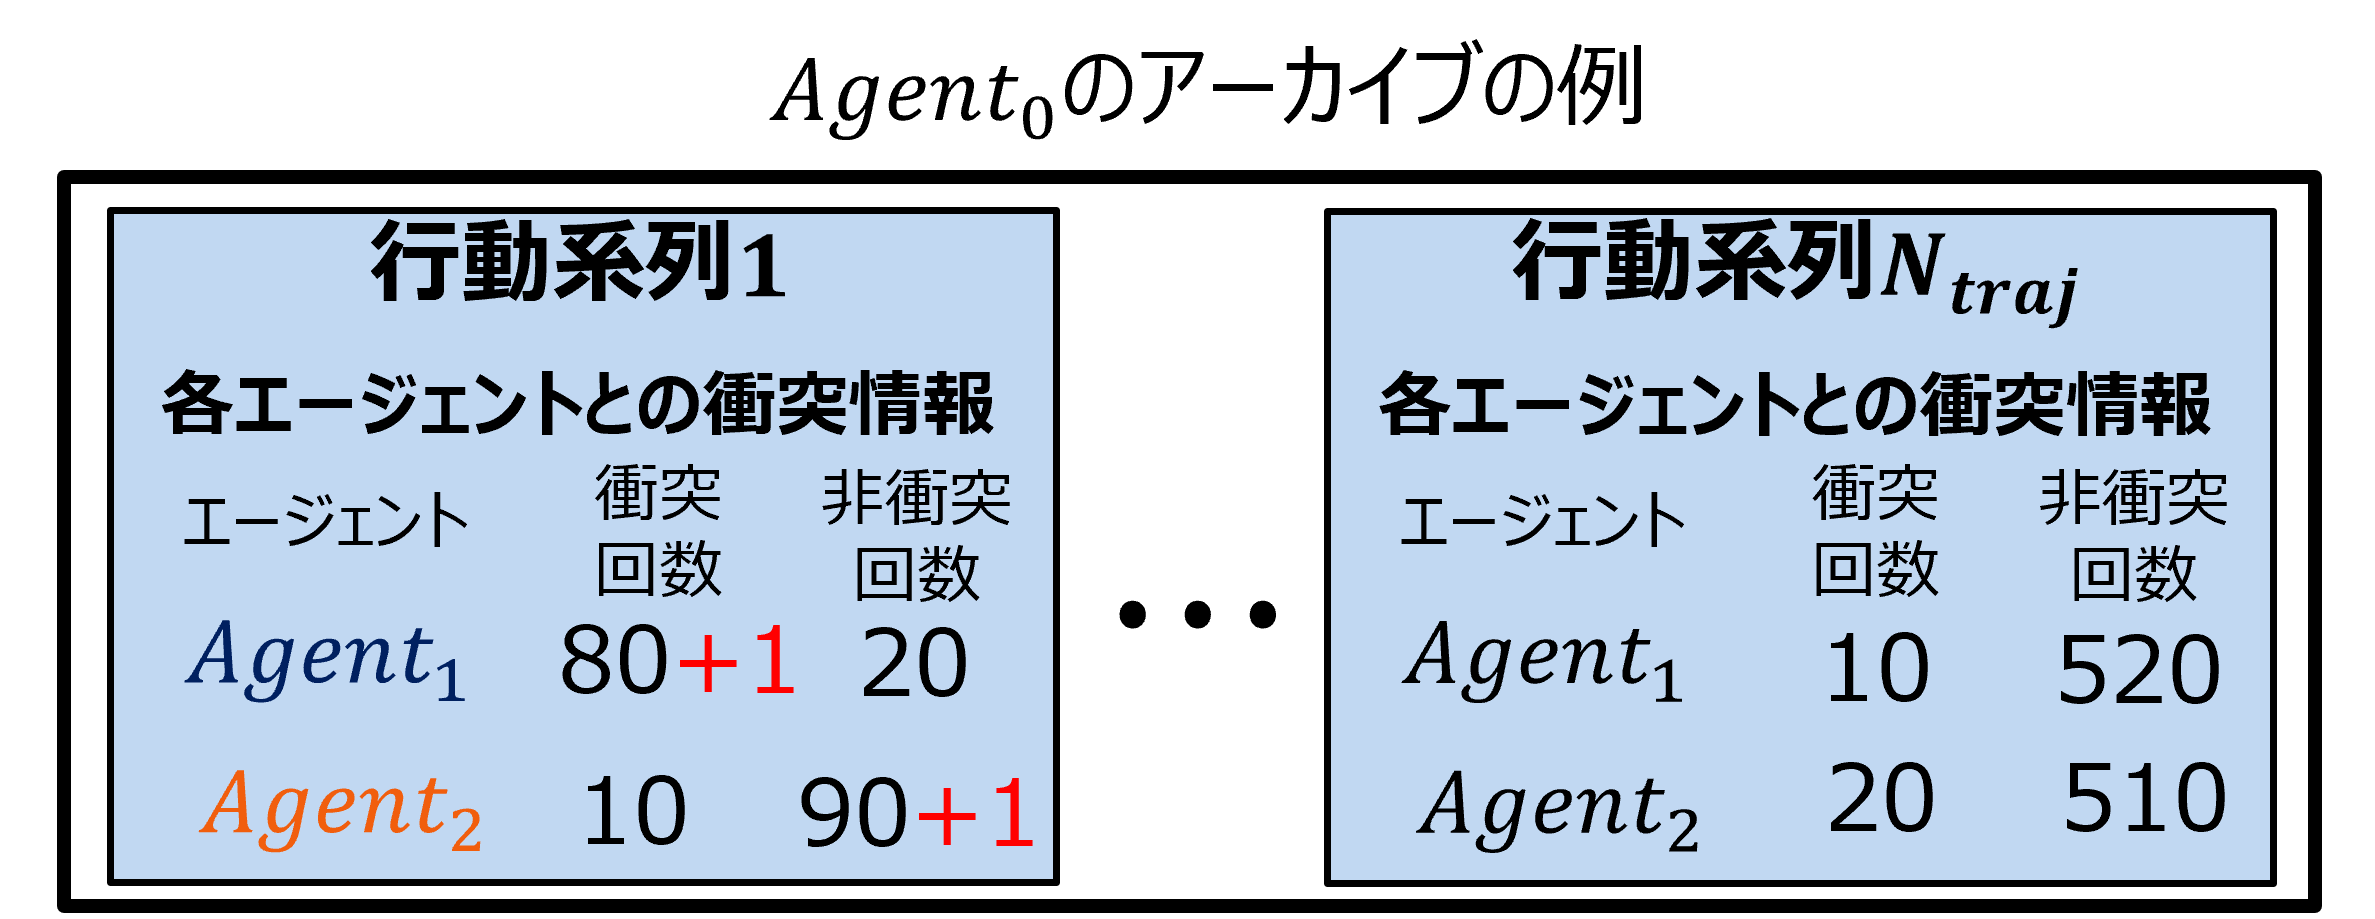 Agent₀のアーカイブの例
行動系列1
各エージェントとの衝突情報
エージェント 衝突回数 非衝突回数
Agent₁ 80+1 20
Agent₂ 10 90+1
• • •
行動系列N_traj
各エージェントとの衝突情報
エージェント 衝突回数 非衝突回数
Agent₁ 10 520
Agent₂ 20 510